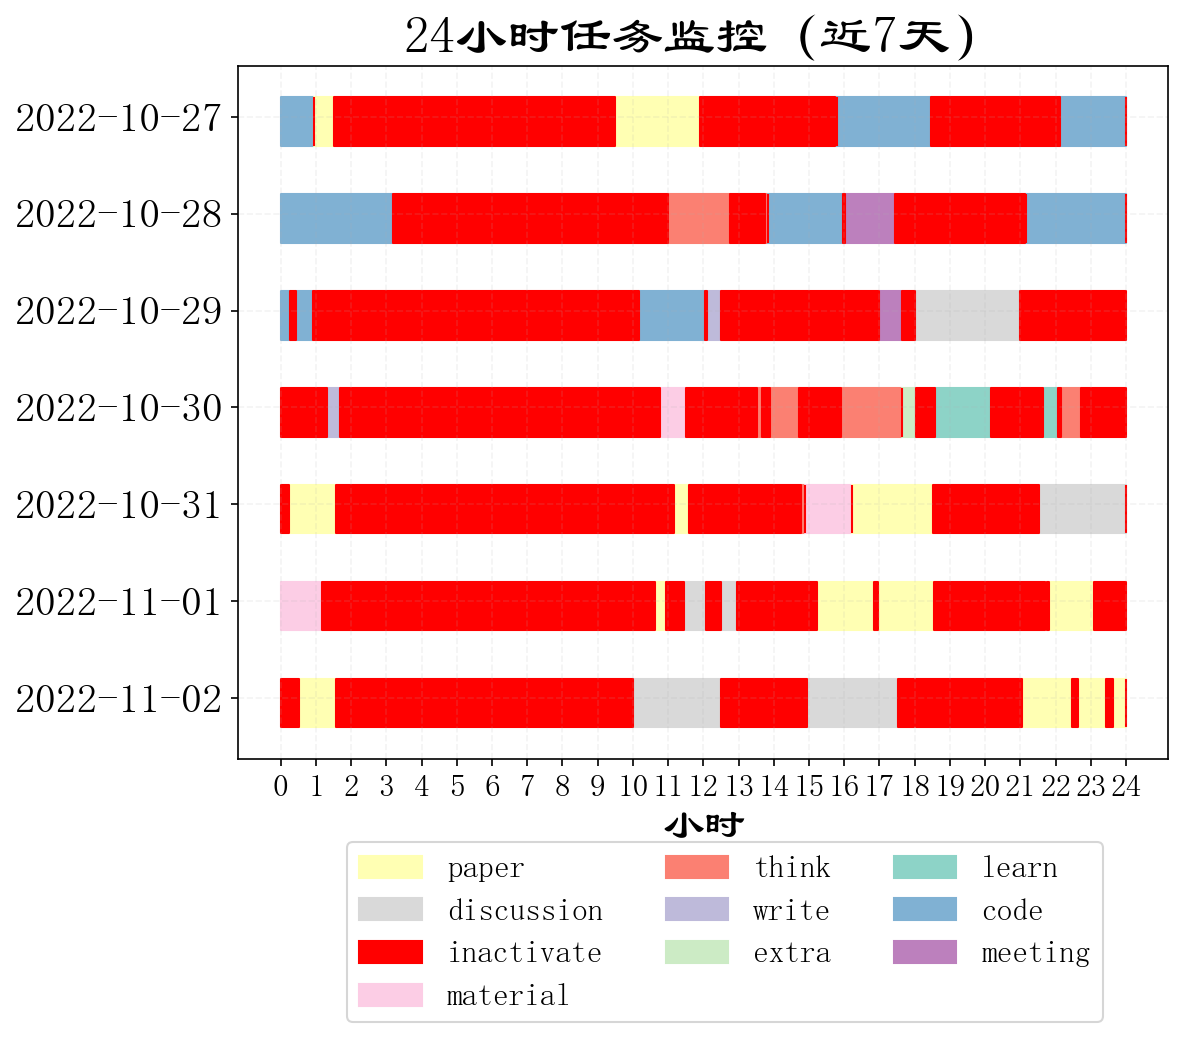 24小时任务监控 (近7天)
2022-10-27
2022-10-28
2022-10-29
2022-10-30
2022-10-31
2022-11-01
2022-11-02
0 1 2 3 4 5 6 7 8 9 10 11 12 13 14 15 16 17 18 19 20 21 22 23 24
小时
paper
discussion
inactivate
material
think
write
extra
learn
code
meeting